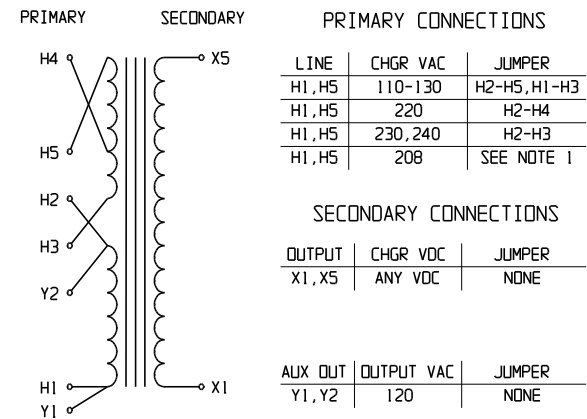 PRIMARY SECONDARY
H4
H5
H2
H3
Y2
H1
Y1
X5
X1
PRIMARY CONNECTIONS
LINE CHGR VAC JUMPER
H1,H5 110-130 H2-H5,H1-H3
H1,H5 220 H2-H4
H1,H5 230,240 H2-H3
H1,H5 208 SEE NOTE 1
SECONDARY CONNECTIONS
OUTPUT CHGR VDC JUMPER
X1,X5 ANY VDC NONE
AUX OUT OUTPUT VAC JUMPER
Y1,Y2 120 NONE